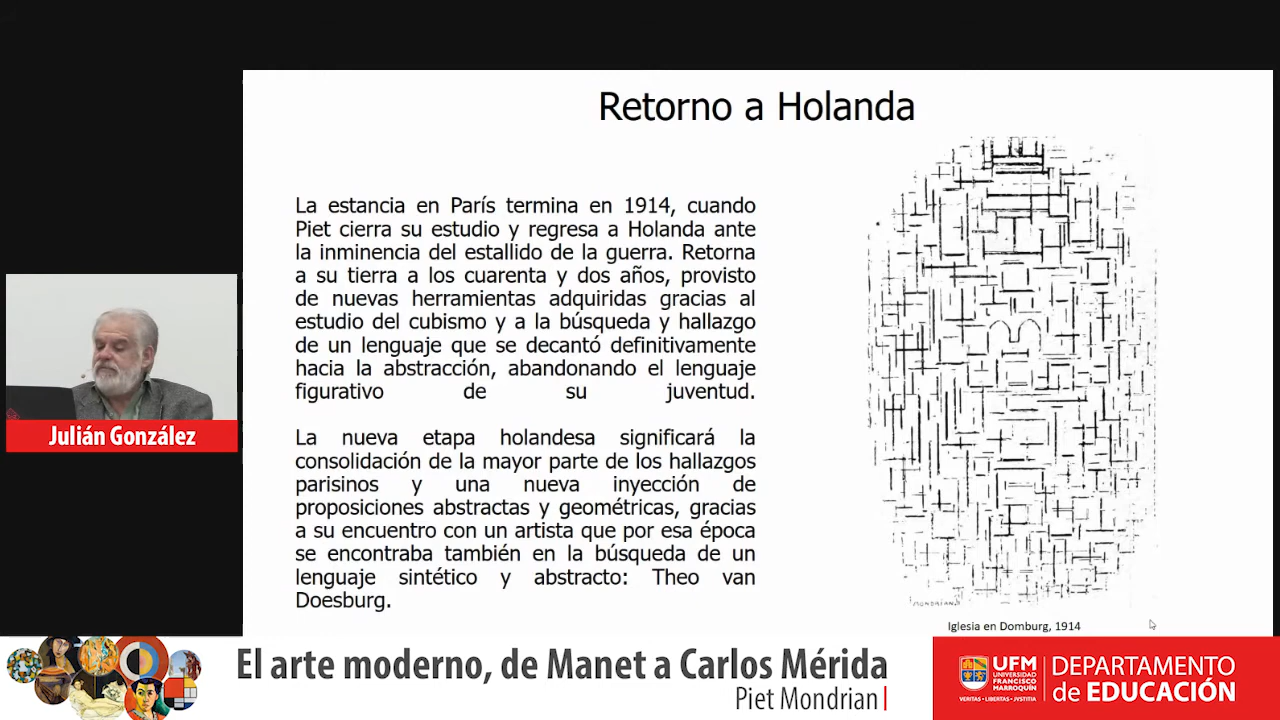 Retorno a Holanda
La estancia en París termina en 1914, cuando
Piet cierra su estudio y regresa a Holanda ante
la inminencia del estallido de la guerra. Retorna
a su tierra a los cuarenta y dos años, provisto
de nuevas herramientas adquiridas gracias al
estudio del cubismo y a la búsqueda y hallazgo
de un lenguaje que se decantó definitivamente
hacia la abstracción, abandonando el lenguaje
figurativo de su juventud.
La nueva etapa holandesa significará la
consolidación de la mayor parte de los hallazgos
parisinos y una nueva inyección de
proposiciones abstractas y geométricas, gracias
a su encuentro con un artista que por esa época
se encontraba también en la búsqueda de un
lenguaje sintético y abstracto: Theo van
Doesburg.
MONDRIAN
Iglesia en Domburg, 1914
Julián González
El arte moderno, de Manet a Carlos Mérida
Piet Mondrian
UFM
UNIVERSIDAD
FRANCISCO
MARROQUÍN
VERITAS • LIBERTAS • JVSTITIA
DEPARTAMENTO
de EDUCACIÓN